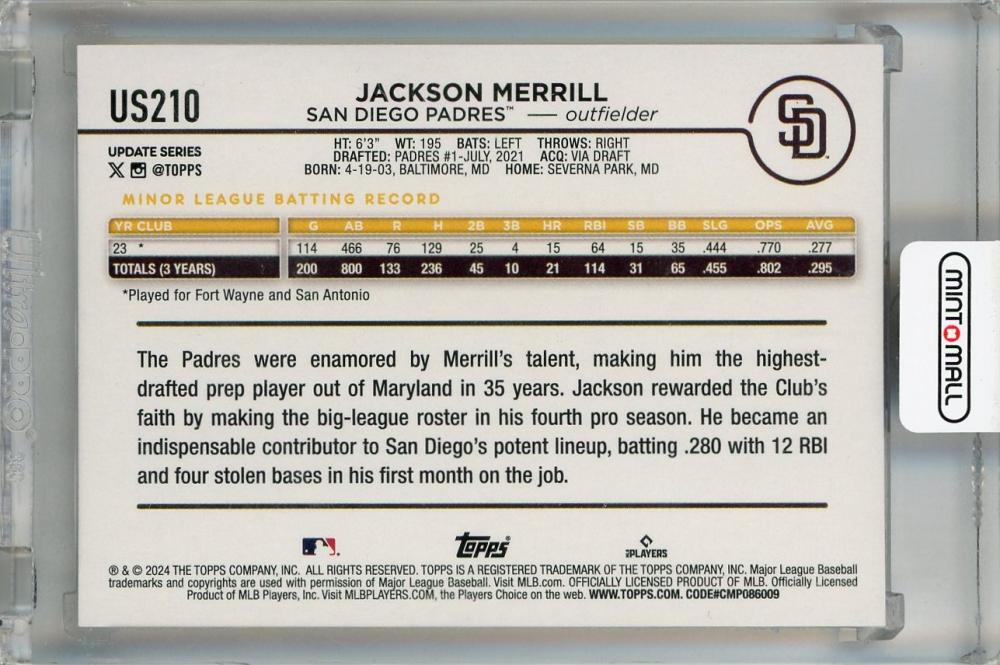 US210
JACKSON MERRILL
SAN DIEGO PADRES™ — outfielder
SD
UPDATE SERIES
@TOPPS
HT: 6'3" WT: 195 BATS: LEFT THROWS: RIGHT
DRAFTED: PADRES #1-JULY, 2021 ACQ: VIA DRAFT
BORN: 4-19-03, BALTIMORE, MD HOME: SEVERNA PARK, MD
MINOR LEAGUE BATTING RECORD
YR CLUB G AB R H 2B 3B HR RBI SB BB SLG OPS AVG
23 * 114 466 76 129 25 4 15 64 15 35 .444 .770 .277
TOTALS (3 YEARS) 200 800 133 236 45 10 21 114 31 65 .455 .802 .295
*Played for Fort Wayne and San Antonio
The Padres were enamored by Merrill's talent, making him the highest-
drafted prep player out of Maryland in 35 years. Jackson rewarded the Club's
faith by making the big-league roster in his fourth pro season. He became an
indispensable contributor to San Diego's potent lineup, batting .280 with 12 RBI
and four stolen bases in his first month on the job.
Topps®
PLAYERS
® & © 2024 THE TOPPS COMPANY, INC. ALL RIGHTS RESERVED. TOPPS IS A REGISTERED TRADEMARK OF THE TOPPS COMPANY, INC. Major League Baseball
trademarks and copyrights are used with permission of Major League Baseball. Visit MLB.com. OFFICIALLY LICENSED PRODUCT OF MLB. Officially Licensed
Product of MLB Players, Inc. Visit MLBPLAYERS.COM, the Players Choice on the web. WWW.TOPPS.COM. CODE#CMP086009
MINT MALL